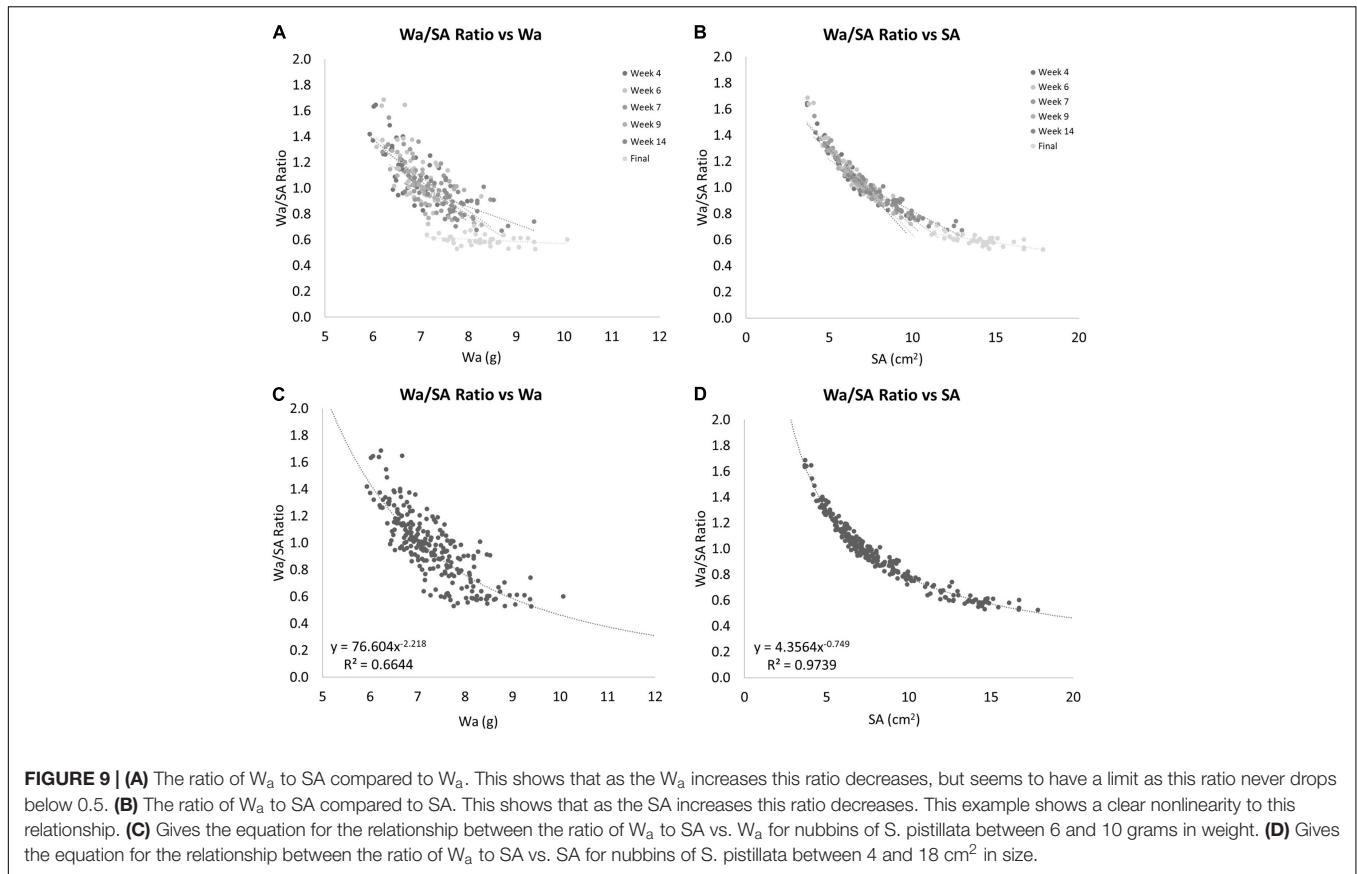 A
Wa/SA Ratio vs Wa
Wa/SA Ratio
2.0
1.8
1.6
1.4
1.2
1.0
0.8
0.6
0.4
0.2
0.0
5 6 7 8 9 10 11 12
Wa (g)
Week 4
Week 6
Week 7
Week 9
Week 14
Final
B
Wa/SA Ratio vs SA
Wa/SA Ratio
2.0
1.8
1.6
1.4
1.2
1.0
0.8
0.6
0.4
0.2
0.0
0 5 10 15 20
SA (cm²)
Week 4
Week 6
Week 7
Week 9
Week 14
Final
C
Wa/SA Ratio vs Wa
Wa/SA Ratio
2.0
1.8
1.6
1.4
1.2
1.0
0.8
0.6
0.4
0.2
0.0
y = 76.604x⁻²·²¹⁸
R² = 0.6644
5 6 7 8 9 10 11 12
Wa (g)
D
Wa/SA Ratio vs SA
Wa/SA Ratio
2.0
1.8
1.6
1.4
1.2
1.0
0.8
0.6
0.4
0.2
0.0
y = 4.3564x⁻⁰·⁷⁴⁹
R² = 0.9739
0 5 10 15 20
SA (cm²)
FIGURE 9 | (A) The ratio of Wₐ to SA compared to Wₐ. This shows that as the Wₐ increases this ratio decreases, but seems to have a limit as this ratio never drops
below 0.5. (B) The ratio of Wₐ to SA compared to SA. This shows that as the SA increases this ratio decreases. This example shows a clear nonlinearity to this
relationship. (C) Gives the equation for the relationship between the ratio of Wₐ to SA vs. Wₐ for nubbins of S. pistillata between 6 and 10 grams in weight. (D) Gives
the equation for the relationship between the ratio of Wₐ to SA vs. SA for nubbins of S. pistillata between 4 and 18 cm² in size.